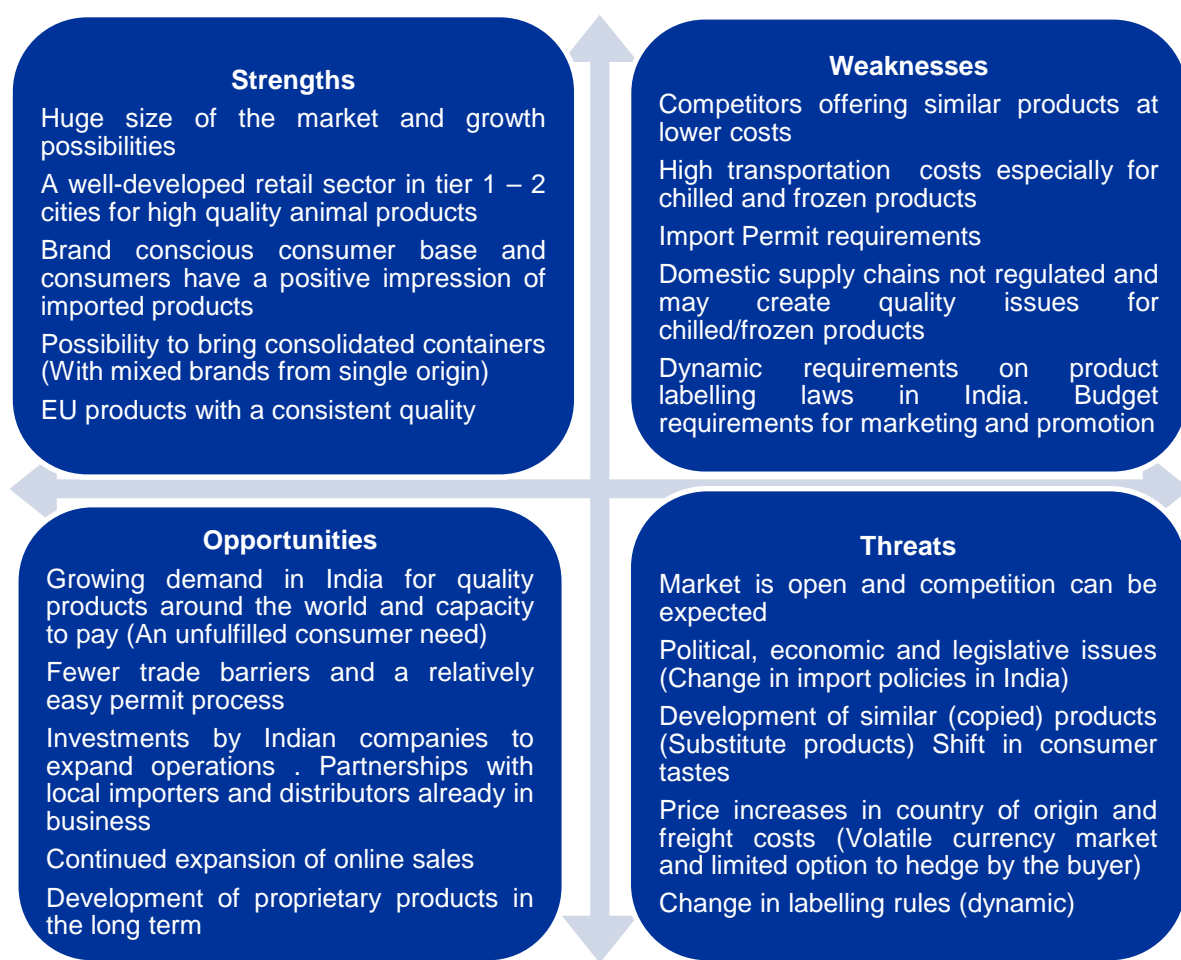 Strengths
Huge size of the market and growth
possibilities
A well-developed retail sector in tier 1 – 2
cities for high quality animal products
Brand conscious consumer base and
consumers have a positive impression of
imported products
Possibility to bring consolidated containers
(With mixed brands from single origin)
EU products with a consistent quality
Weaknesses
Competitors offering similar products at
lower costs
High transportation costs especially for
chilled and frozen products
Import Permit requirements
Domestic supply chains not regulated and
may create quality issues for
chilled/frozen products
Dynamic requirements on product
labelling laws in India. Budget
requirements for marketing and promotion
Opportunities
Growing demand in India for quality
products around the world and capacity
to pay (An unfulfilled consumer need)
Fewer trade barriers and a relatively
easy permit process
Investments by Indian companies to
expand operations . Partnerships with
local importers and distributors already in
business
Continued expansion of online sales
Development of proprietary products in
the long term
Threats
Market is open and competition can be
expected
Political, economic and legislative issues
(Change in import policies in India)
Development of similar (copied) products
(Substitute products) Shift in consumer
tastes
Price increases in country of origin and
freight costs (Volatile currency market
and limited option to hedge by the buyer)
Change in labelling rules (dynamic)